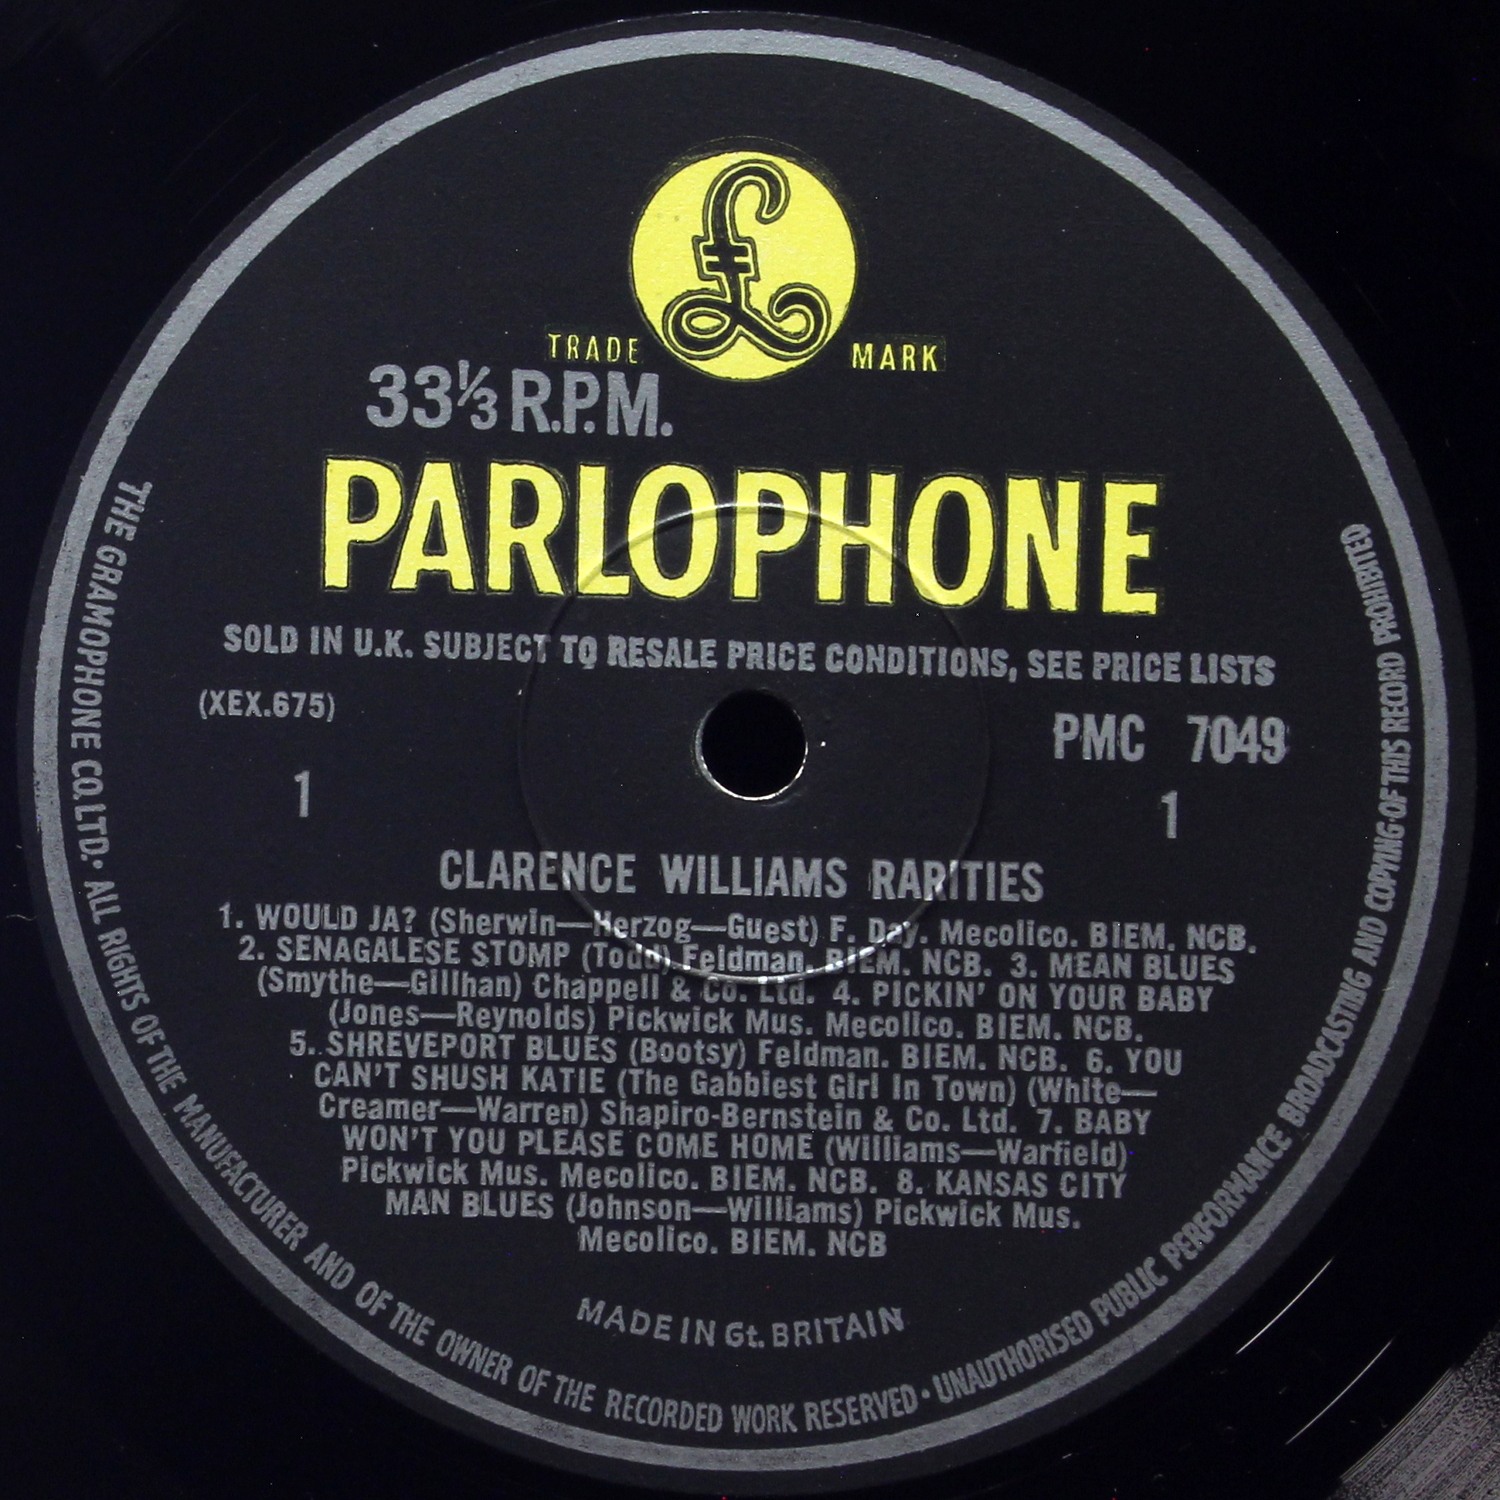 TRADE MARK
33⅓ R.P.M.
PARLOPHONE
SOLD IN U.K. SUBJECT TO RESALE PRICE CONDITIONS, SEE PRICE LISTS
(XEX.675)
PMC 7049
1
1
CLARENCE WILLIAMS RARITIES
1. WOULD JA? (Sherwin—Herzog—Guest) F. Day. Mecolico. BIEM. NCB.
2. SENAGALESE STOMP (Todd) Feldman. BIEM. NCB. 3. MEAN BLUES
(Smythe—Gillhan) Chappell & Co. Ltd. 4. PICKIN' ON YOUR BABY
(Jones—Reynolds) Pickwick Mus. Mecolico. BIEM. NCB.
5. SHREVEPORT BLUES (Bootsy) Feldman. BIEM. NCB. 6. YOU
CAN'T SHUSH KATIE (The Gabbiest Girl In Town) (White—
Creamer—Warren) Shapiro-Bernstein & Co. Ltd. 7. BABY
WON'T YOU PLEASE COME HOME (Williams—Warfield)
Pickwick Mus. Mecolico. BIEM. NCB. 8. KANSAS CITY
MAN BLUES (Johnson—Williams) Pickwick Mus.
Mecolico. BIEM. NCB
MADE IN Gt. BRITAIN
THE GRAMOPHONE CO. LTD. • ALL RIGHTS OF THE MANUFACTURER AND OF THE OWNER OF THE RECORDED WORK RESERVED • UNAUTHORISED PUBLIC PERFORMANCE BROADCASTING AND COPYING OF THIS RECORD PROHIBITED